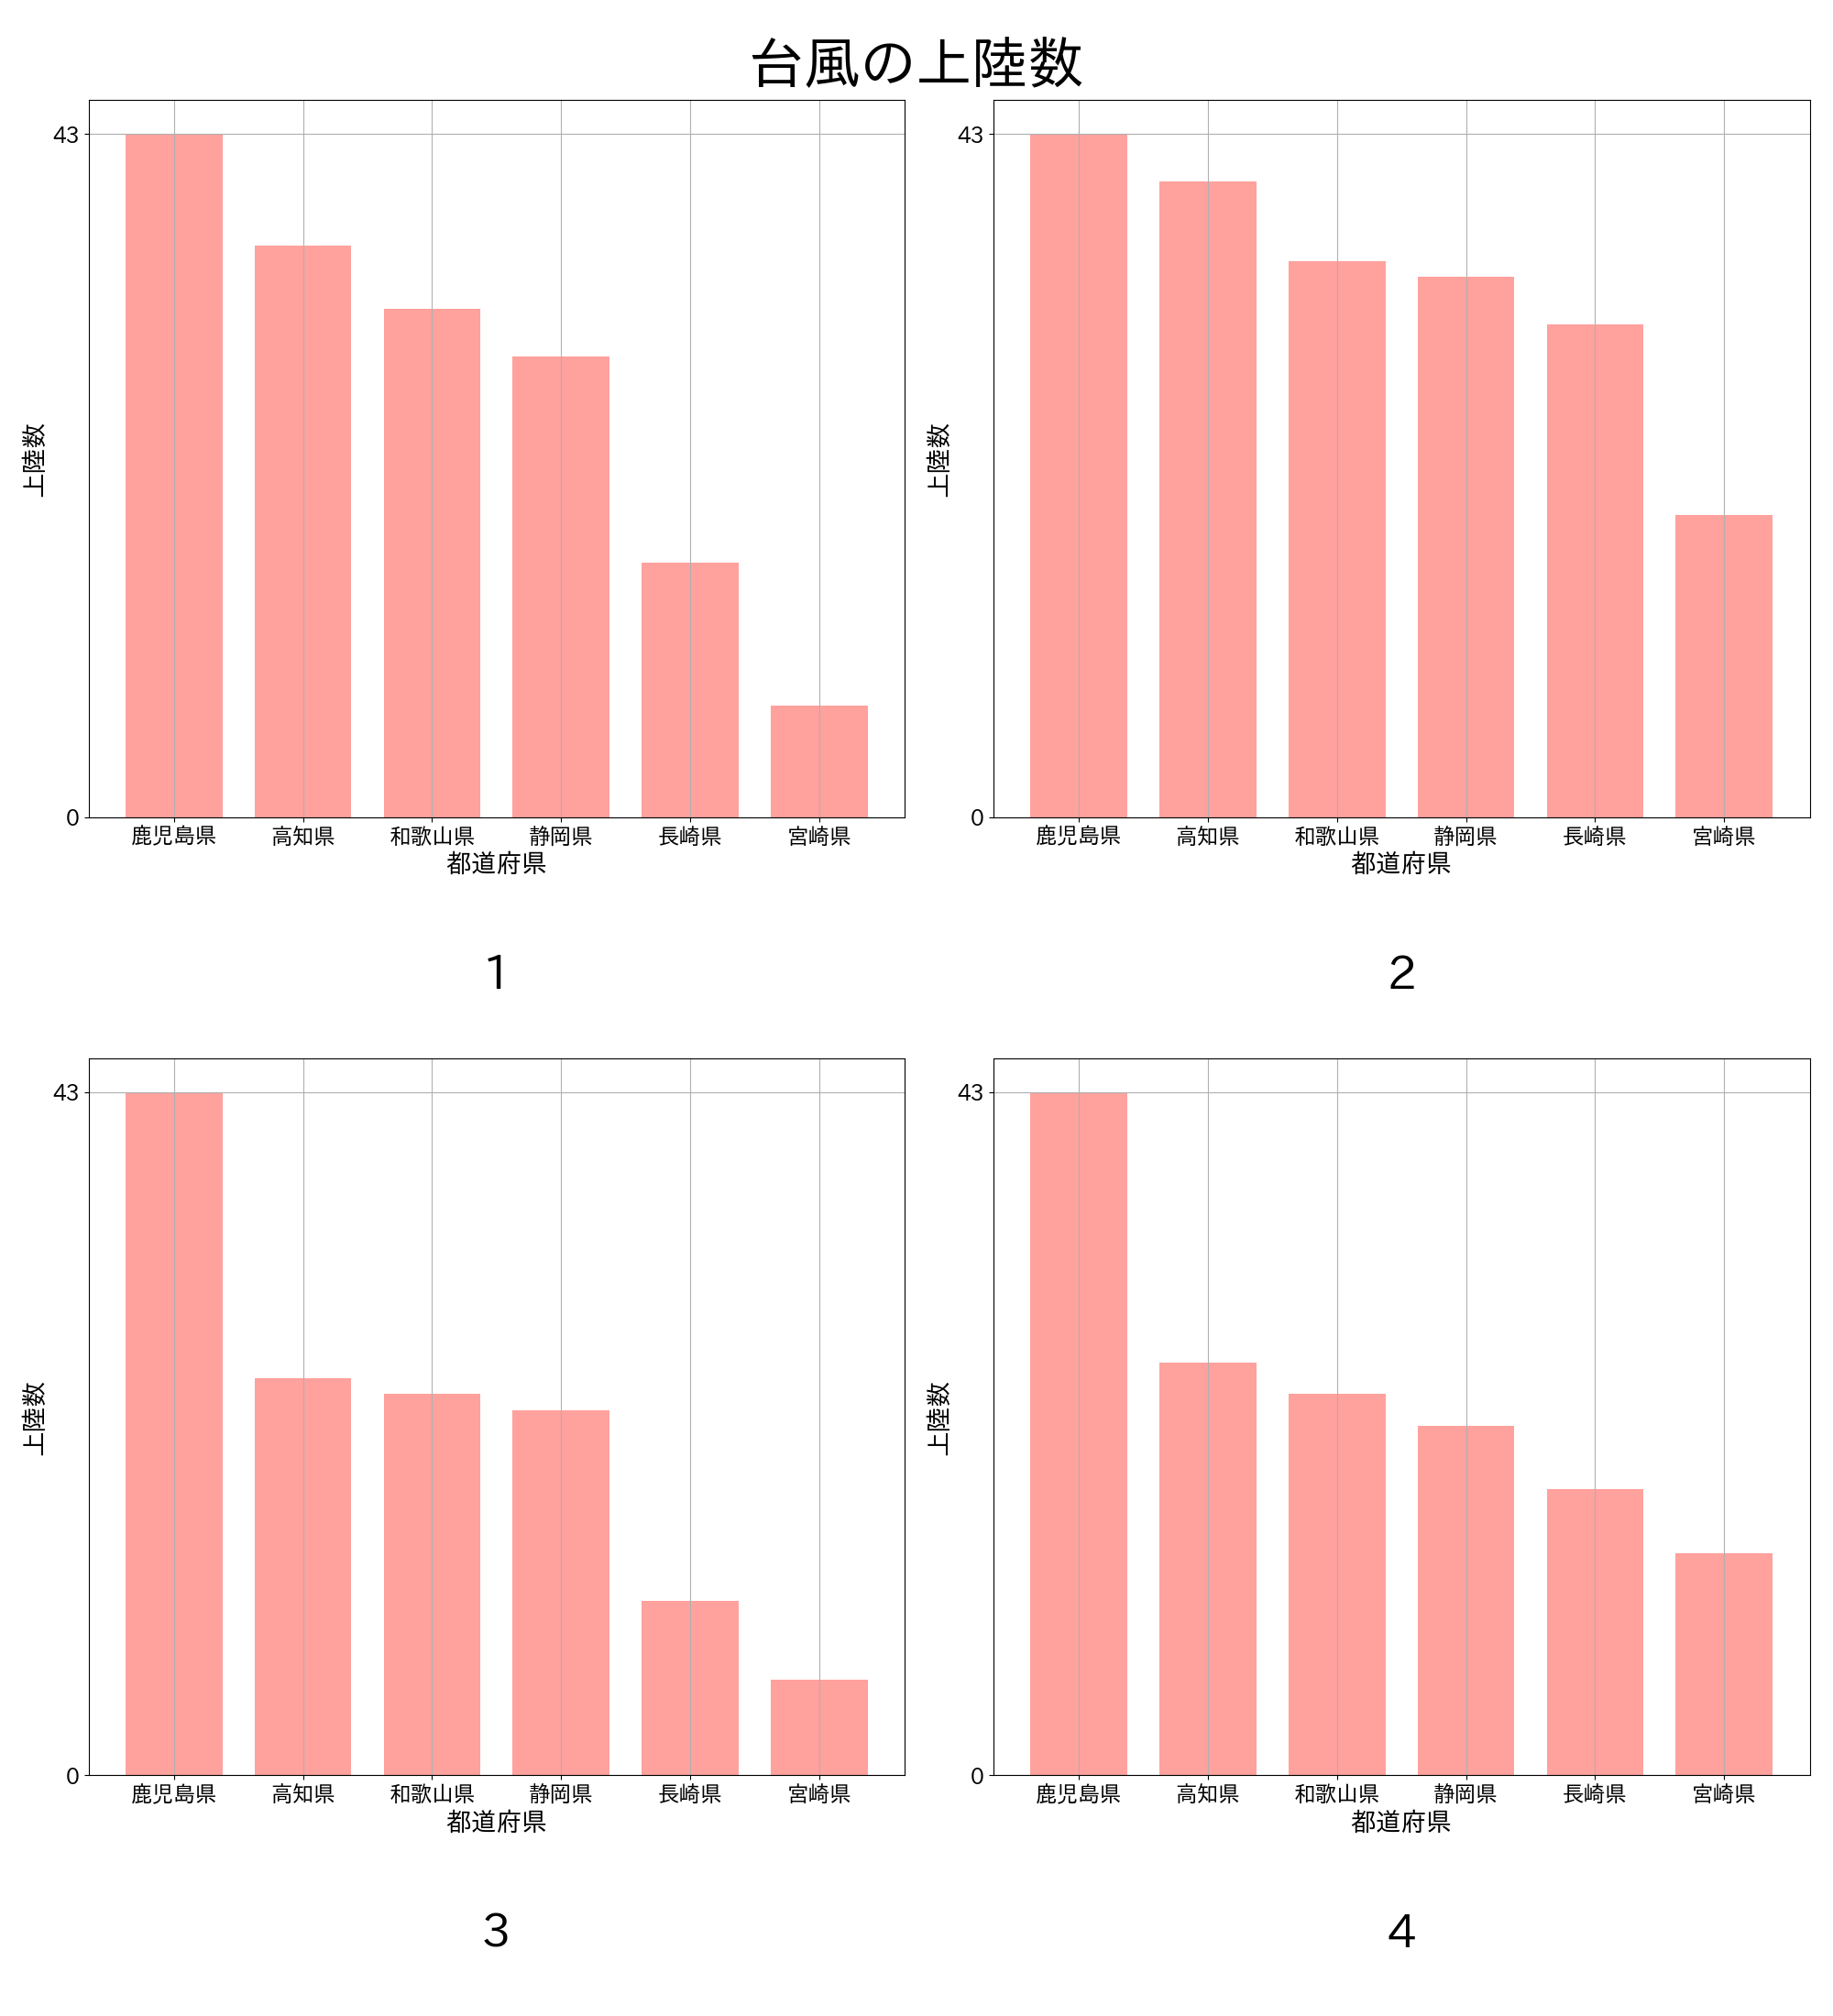 台風の上陸数
43
0
上陸数
鹿児島県 高知県 和歌山県 静岡県 長崎県 宮崎県
都道府県
1
43
0
上陸数
鹿児島県 高知県 和歌山県 静岡県 長崎県 宮崎県
都道府県
2
43
0
上陸数
鹿児島県 高知県 和歌山県 静岡県 長崎県 宮崎県
都道府県
3
43
0
上陸数
鹿児島県 高知県 和歌山県 静岡県 長崎県 宮崎県
都道府県
4